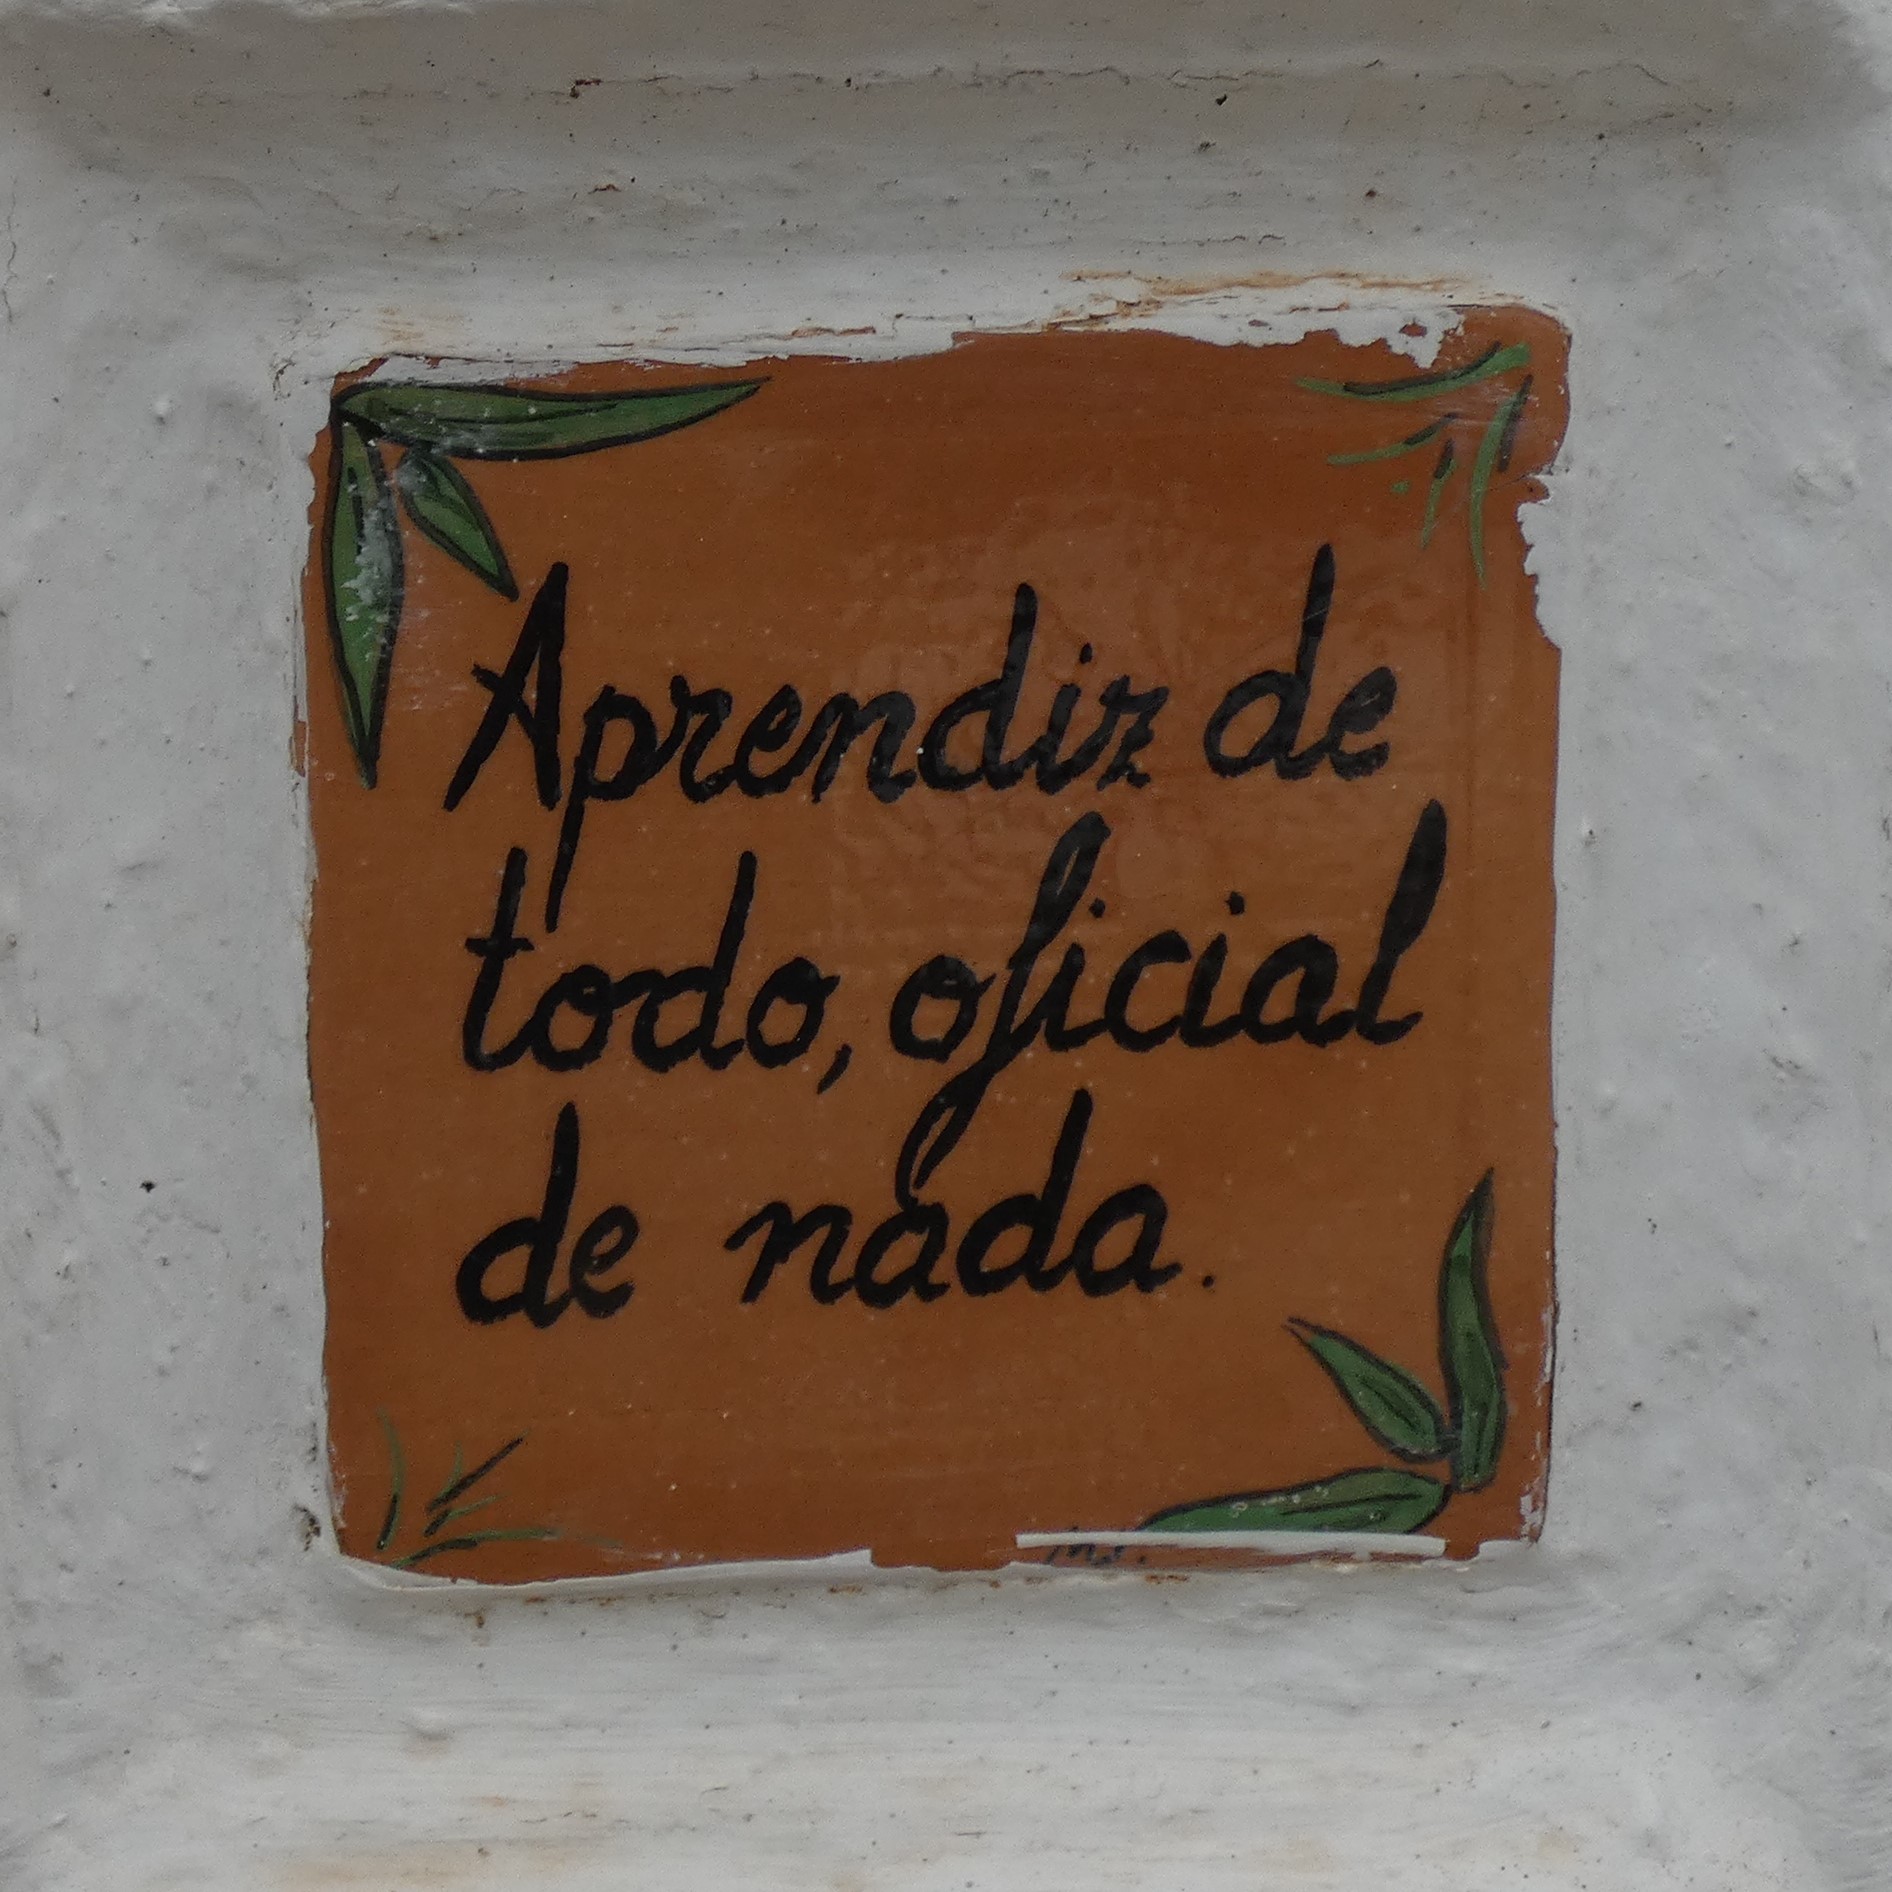 Aprendiz de
todo, oficial
de nada.